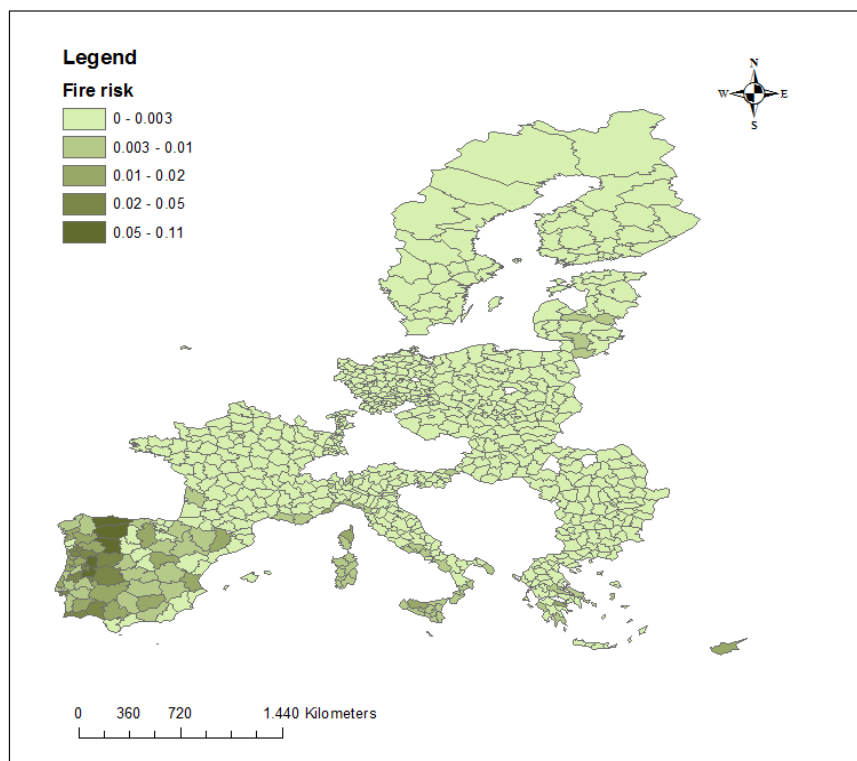 Legend
Fire risk
0 - 0.003
0.003 - 0.01
0.01 - 0.02
0.02 - 0.05
0.05 - 0.11
N
W E
S
0 360 720 1.440 Kilometers